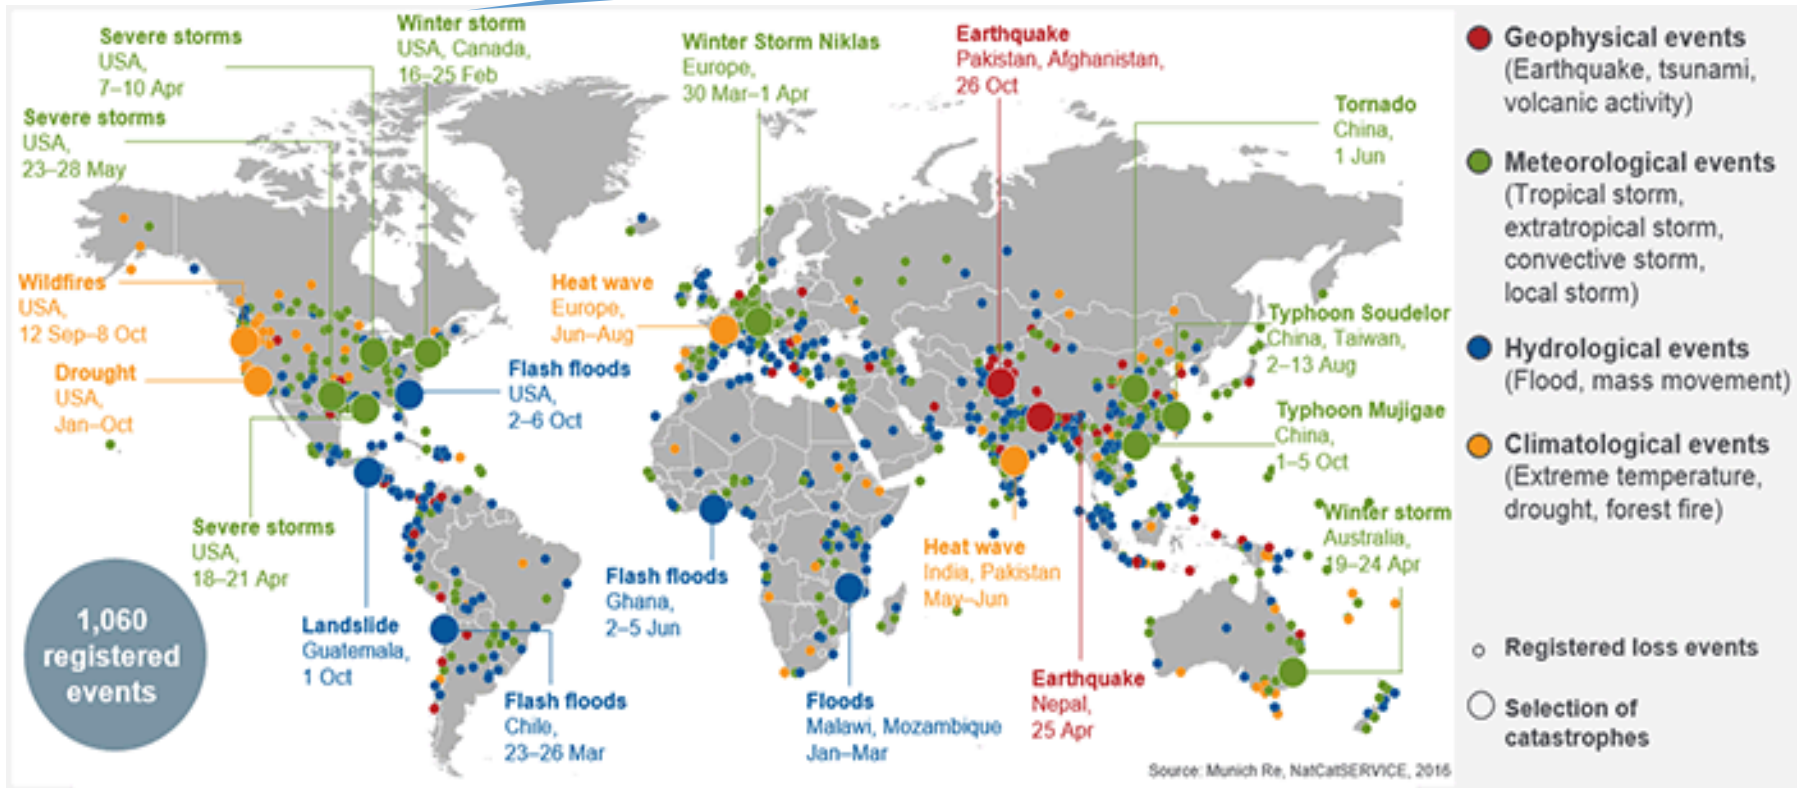 Severe storms
USA,
7–10 Apr
Winter storm
USA, Canada,
16–25 Feb
Winter Storm Niklas
Europe,
30 Mar–1 Apr
Earthquake
Pakistan, Afghanistan,
26 Oct
Tornado
China,
1 Jun
Severe storms
USA,
23–28 May
Wildfires
USA,
12 Sep–8 Oct
Heat wave
Europe,
Jun–Aug
Typhoon Soudelor
China, Taiwan,
2–13 Aug
Drought
USA,
Jan–Oct
Flash floods
USA,
2–6 Oct
Typhoon Mujigae
China,
1–5 Oct
Severe storms
USA,
18–21 Apr
Winter storm
Australia,
19–24 Apr
Heat wave
India, Pakistan
May–Jun
Flash floods
Ghana,
2–5 Jun
Landslide
Guatemala,
1 Oct
Flash floods
Chile,
23–26 Mar
Floods
Malawi, Mozambique
Jan–Mar
Earthquake
Nepal,
25 Apr
1,060
registered
events
Source: Munich Re, NatCatSERVICE, 2016
Geophysical events
(Earthquake, tsunami,
volcanic activity)
Meteorological events
(Tropical storm,
extratropical storm,
convective storm,
local storm)
Hydrological events
(Flood, mass movement)
Climatological events
(Extreme temperature,
drought, forest fire)
Registered loss events
Selection of
catastrophes